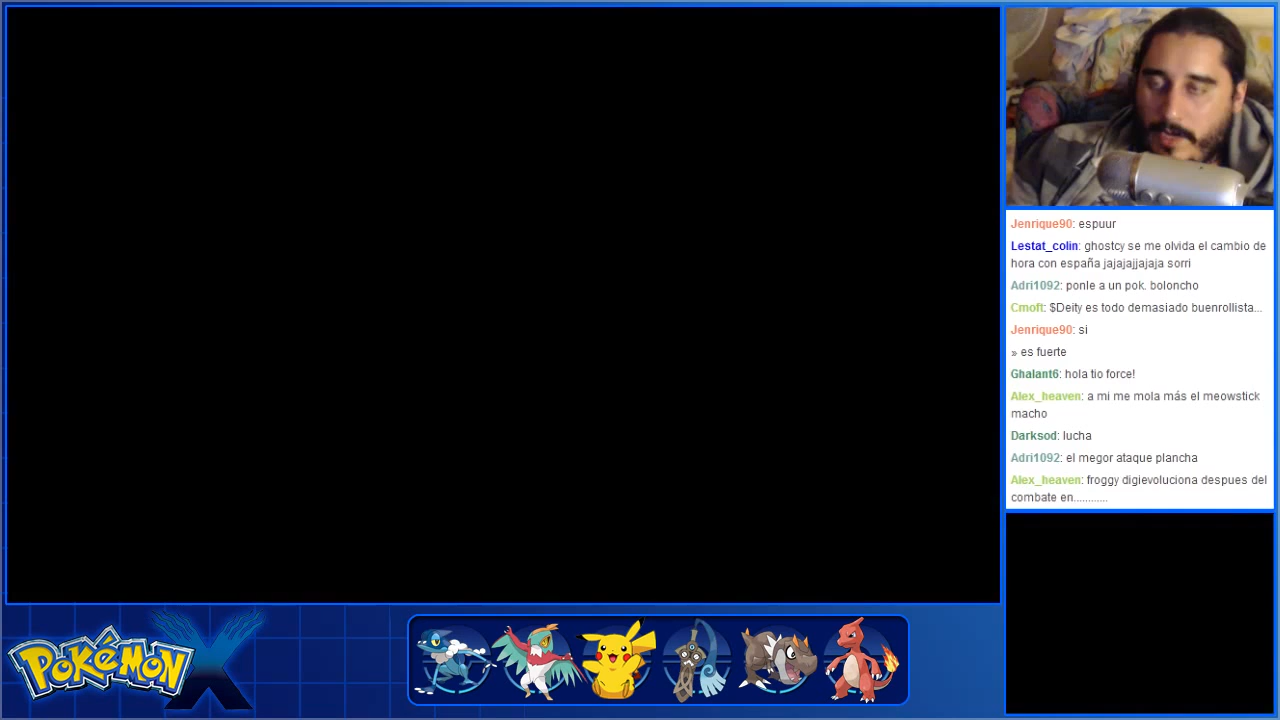 Jenrique90: espuur
Lestat_colin: ghostcy se me olvida el cambio de
hora con españa jajajajjajaja sorri
Adri1092: ponle a un pok. boloncho
Cmoft: $Deity es todo demasiado buenrollista...
Jenrique90: si
» es fuerte
Ghalant6: hola tio force!
Alex_heaven: a mi me mola más el meowstick
macho
Darksod: lucha
Adri1092: el megor ataque plancha
Alex_heaven: froggy digievoluciona despues del
combate en............
POKéMON X